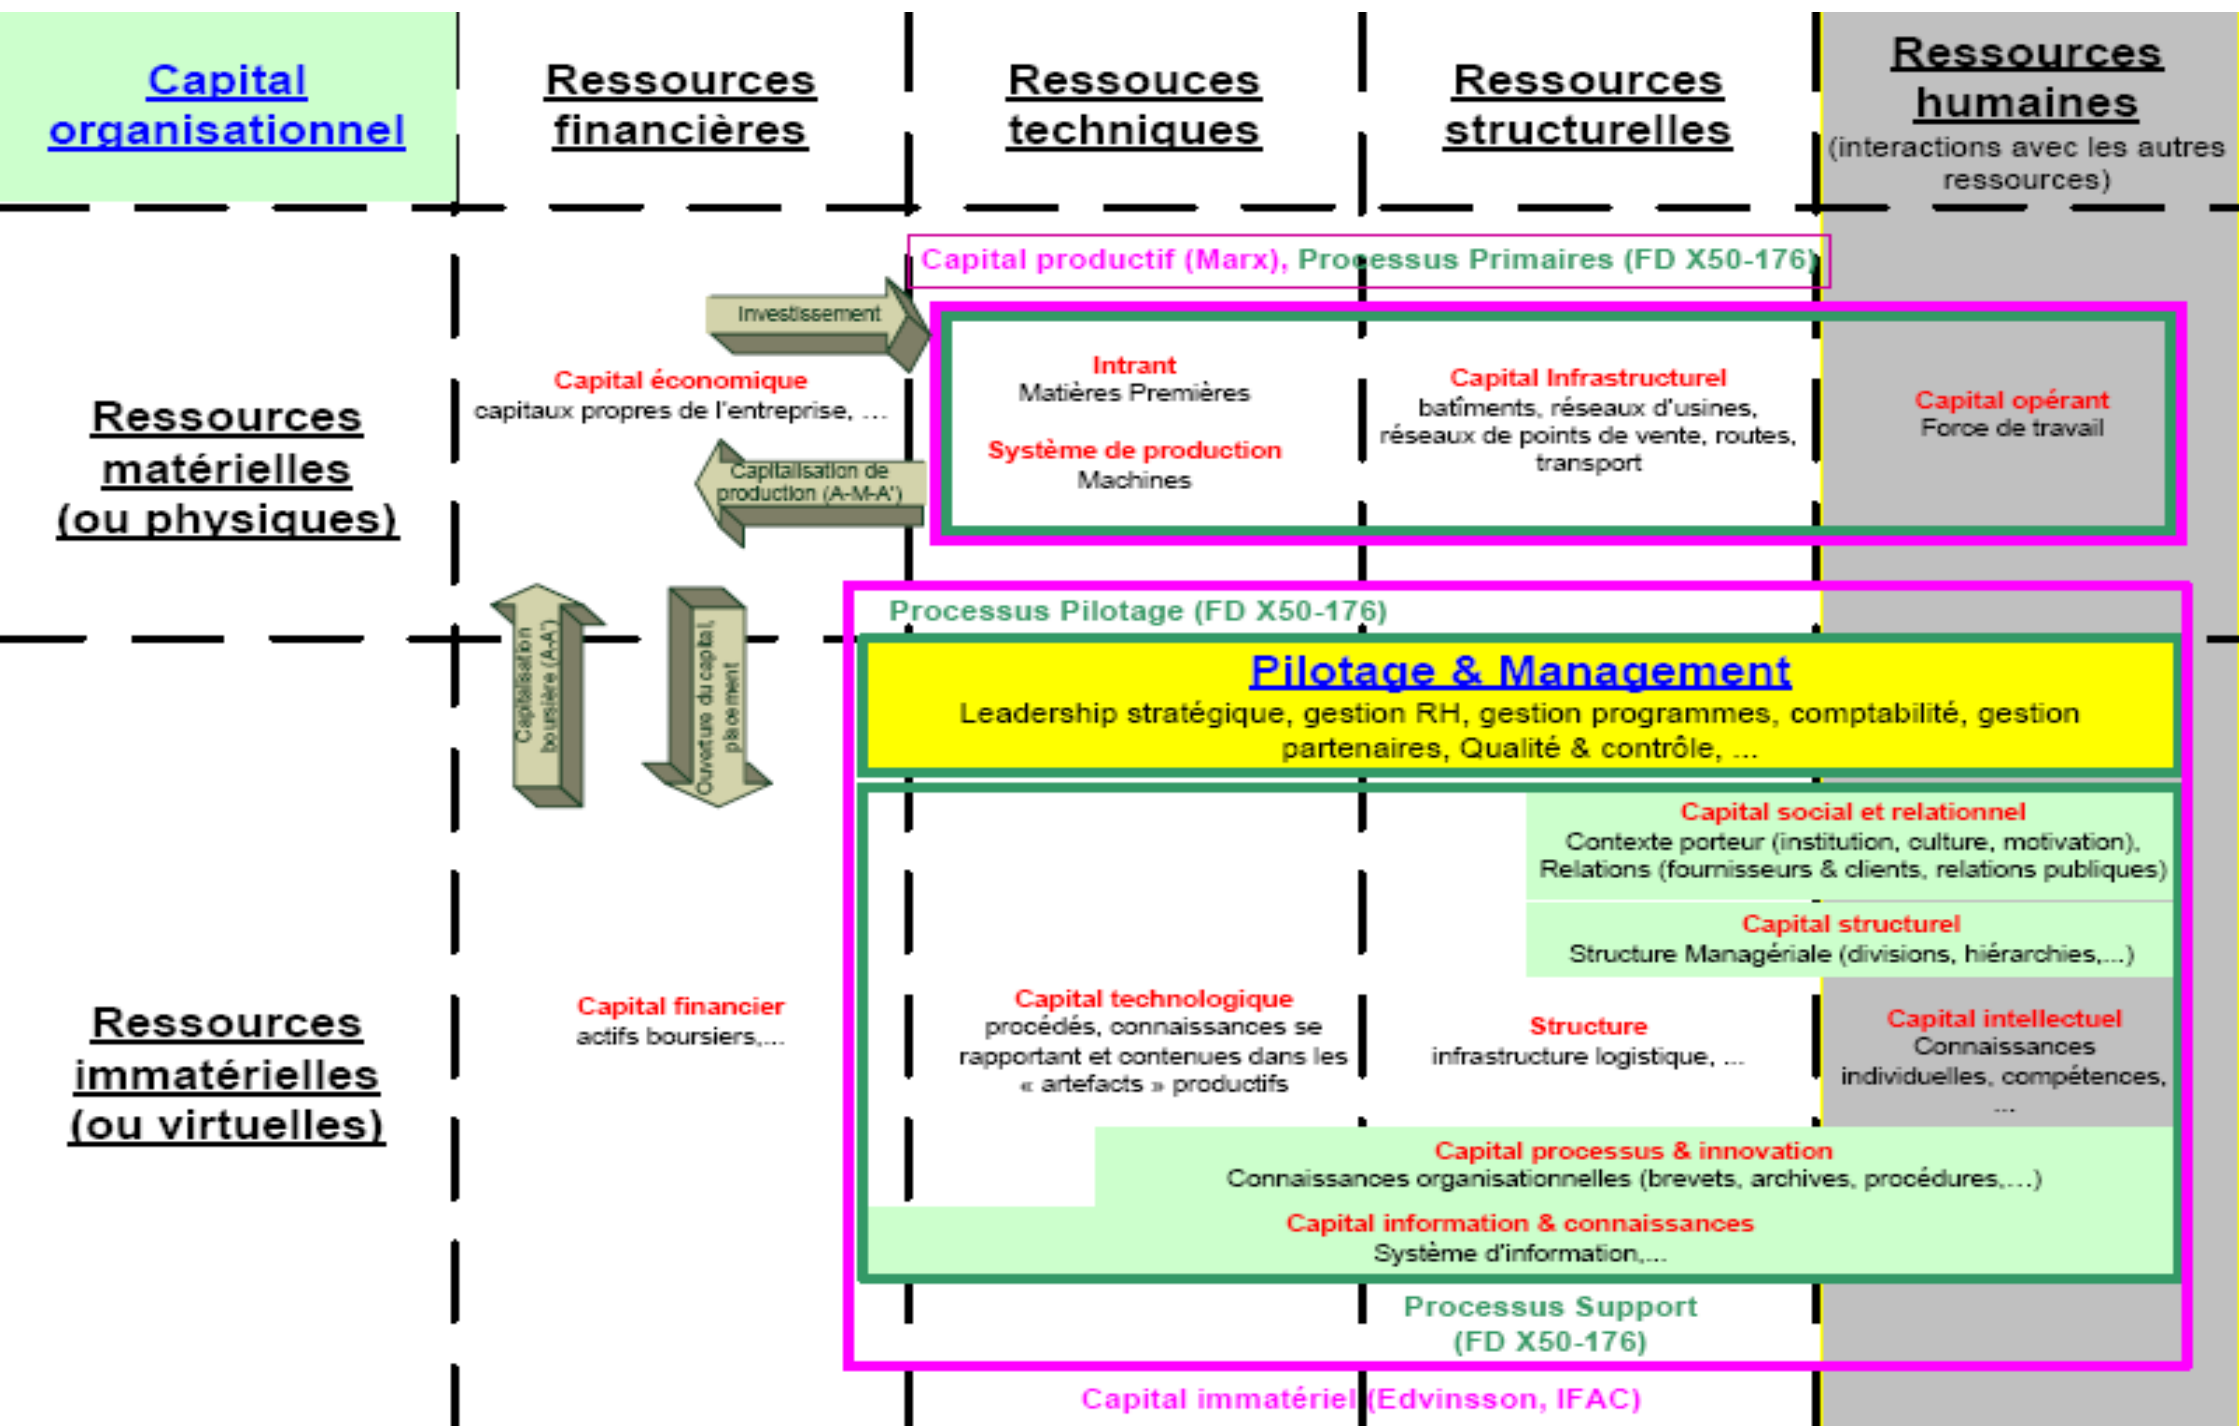 Capital
organisationnel
Ressources
financières
Ressouces
techniques
Ressources
structurelles
Ressources
humaines
(interactions avec les autres
ressources)
Capital productif (Marx), Processus Primaires (FD X50-176)
Ressources
matérielles
(ou physiques)
Investissement
Capital économique
capitaux propres de l'entreprise, ...
Capitalisation de
production (A-M-A')
Intrant
Matières Premières
Système de production
Machines
Capital Infrastructurel
batîments, réseaux d'usines,
réseaux de points de vente, routes,
transport
Capital opérant
Force de travail
Capitalisation
boursière (A-A')
Ouverture du capital,
placement
Processus Pilotage (FD X50-176)
Pilotage & Management
Leadership stratégique, gestion RH, gestion programmes, comptabilité, gestion
partenaires, Qualité & contrôle, ...
Capital social et relationnel
Contexte porteur (institution, culture, motivation),
Relations (fournisseurs & clients, relations publiques)
Capital structurel
Structure Managériale (divisions, hiérarchies,...)
Ressources
immatérielles
(ou virtuelles)
Capital financier
actifs boursiers,...
Capital technologique
procédés, connaissances se
rapportant et contenues dans les
« artefacts » productifs
Structure
infrastructure logistique, ...
Capital intellectuel
Connaissances
individuelles, compétences,
...
Capital processus & innovation
Connaissances organisationnelles (brevets, archives, procédures,...)
Capital information & connaissances
Système d'information,...
Processus Support
(FD X50-176)
Capital immatériel (Edvinsson, IFAC)